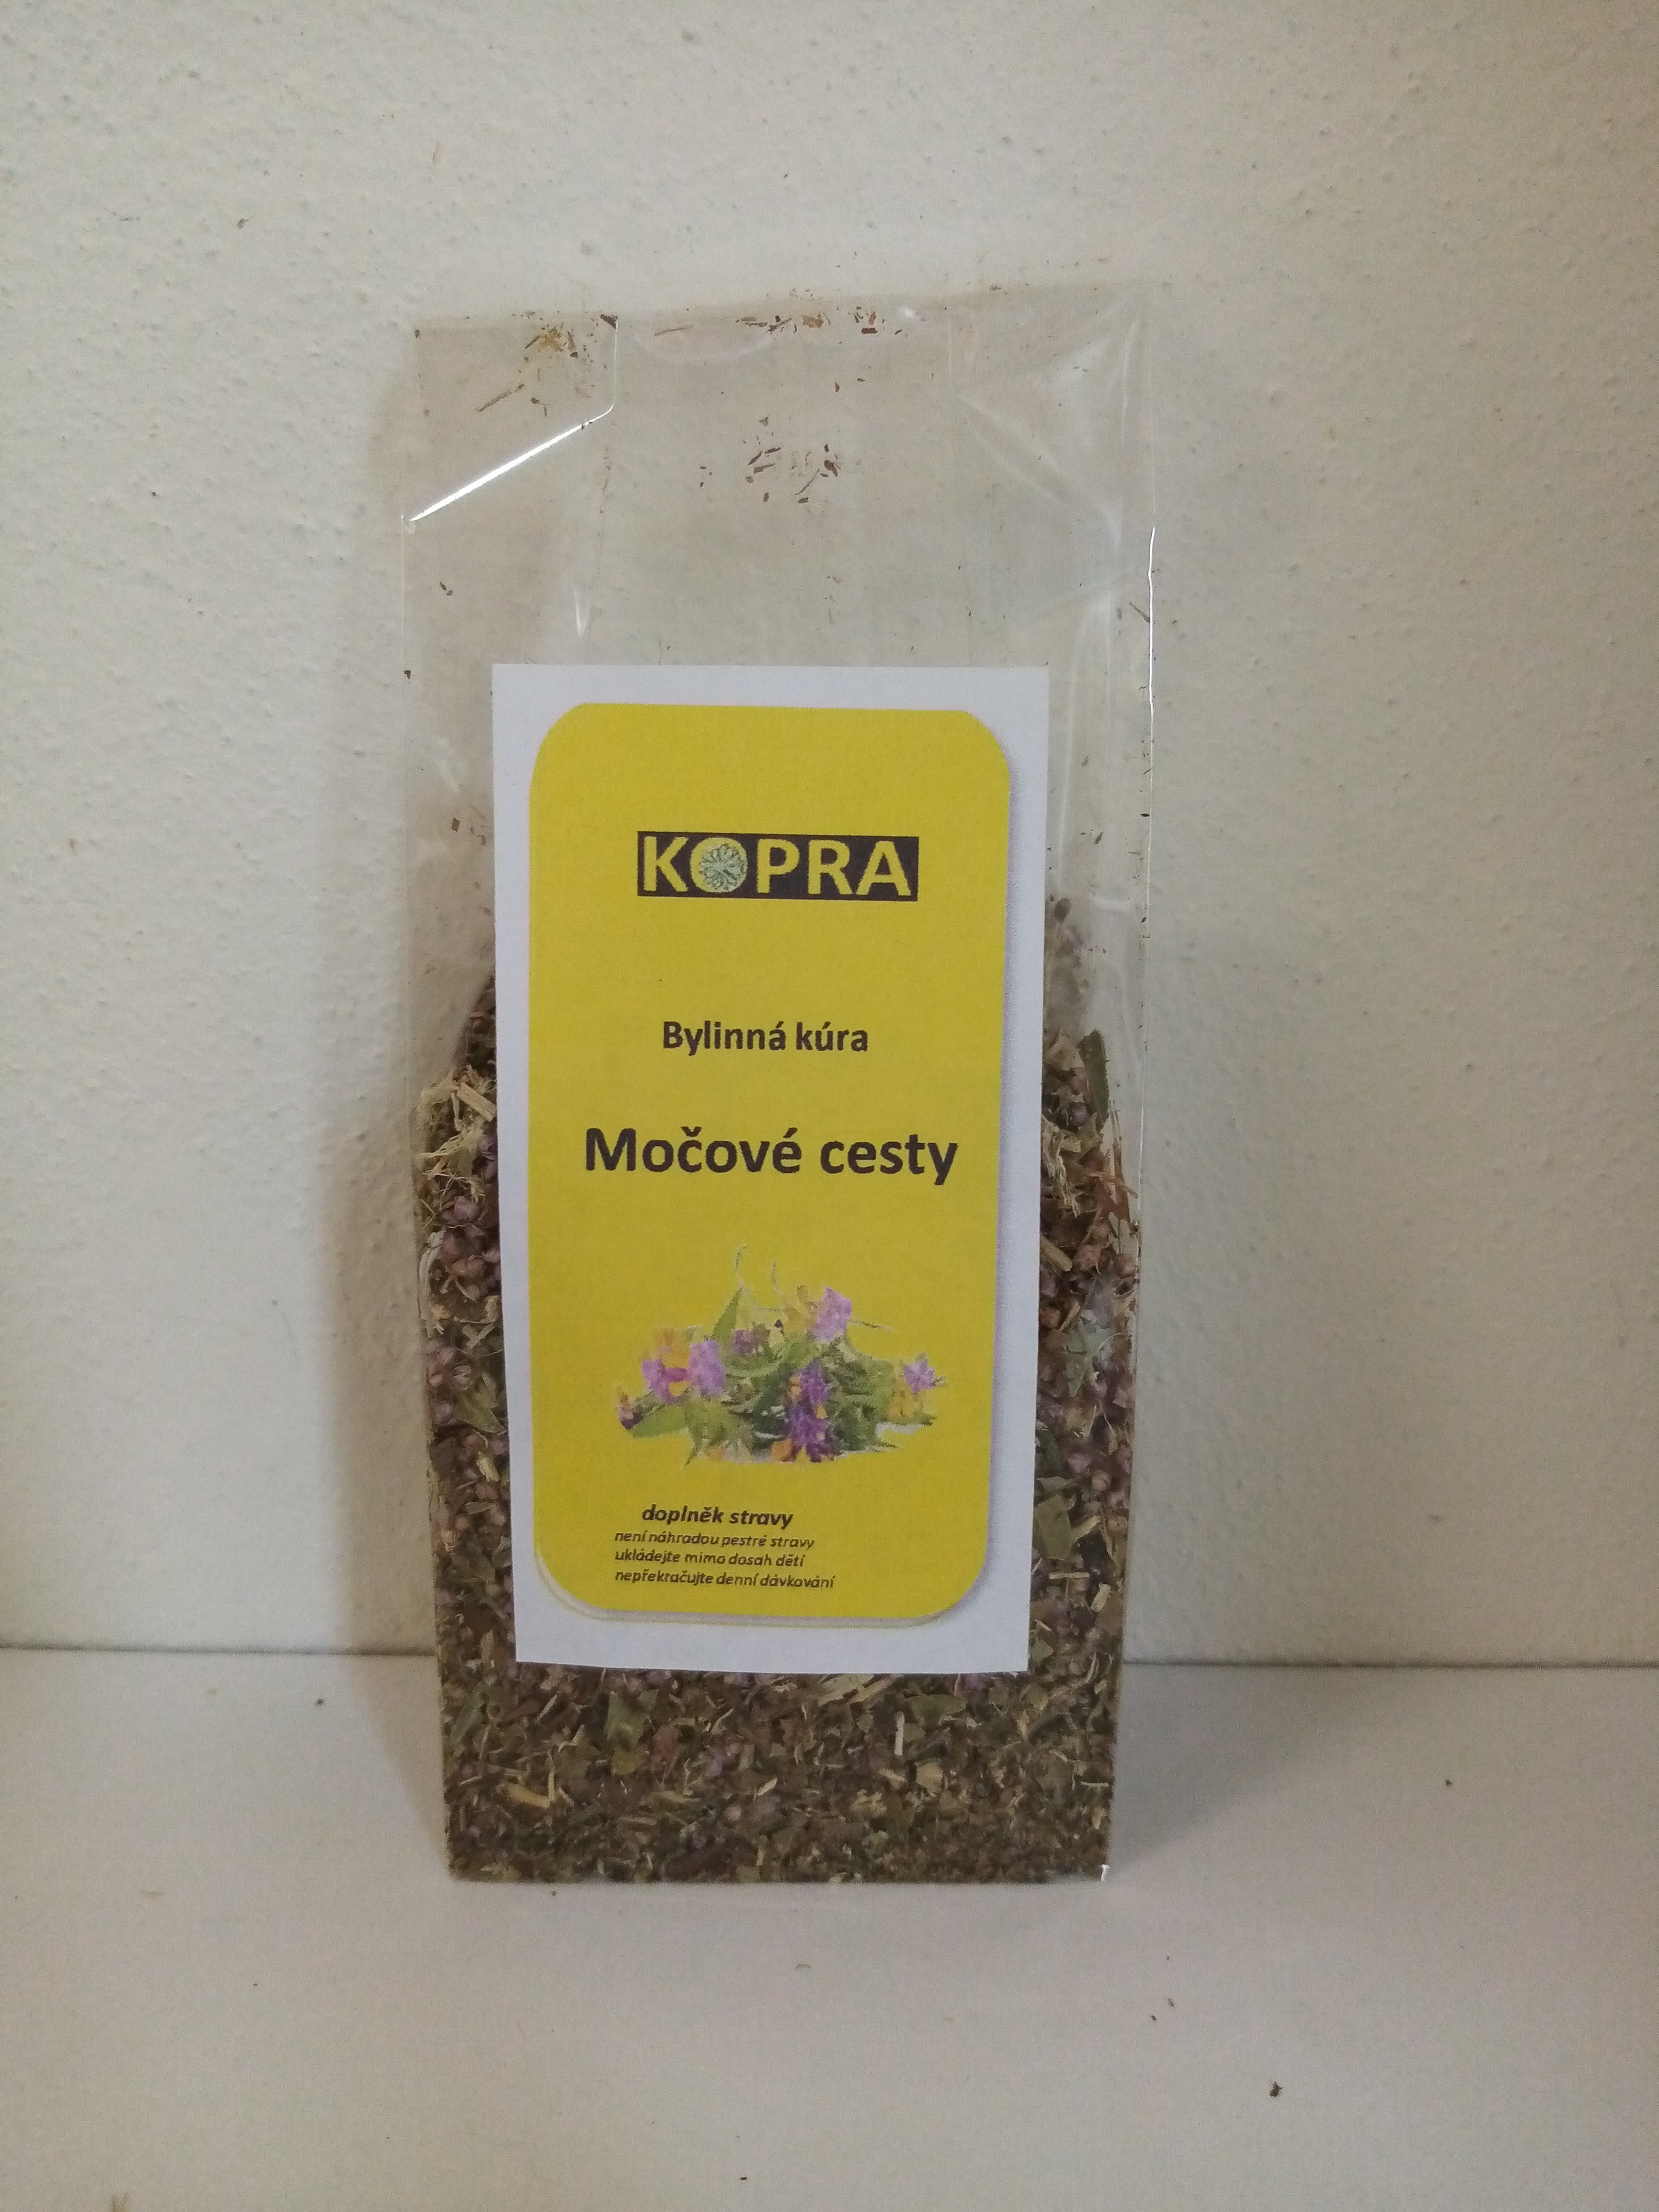 KOPRA
Bylinná kúra
Močové cesty
doplněk stravy
není náhradou pestré stravy
ukládejte mimo dosah dětí
nepřekračujte denní dávkování